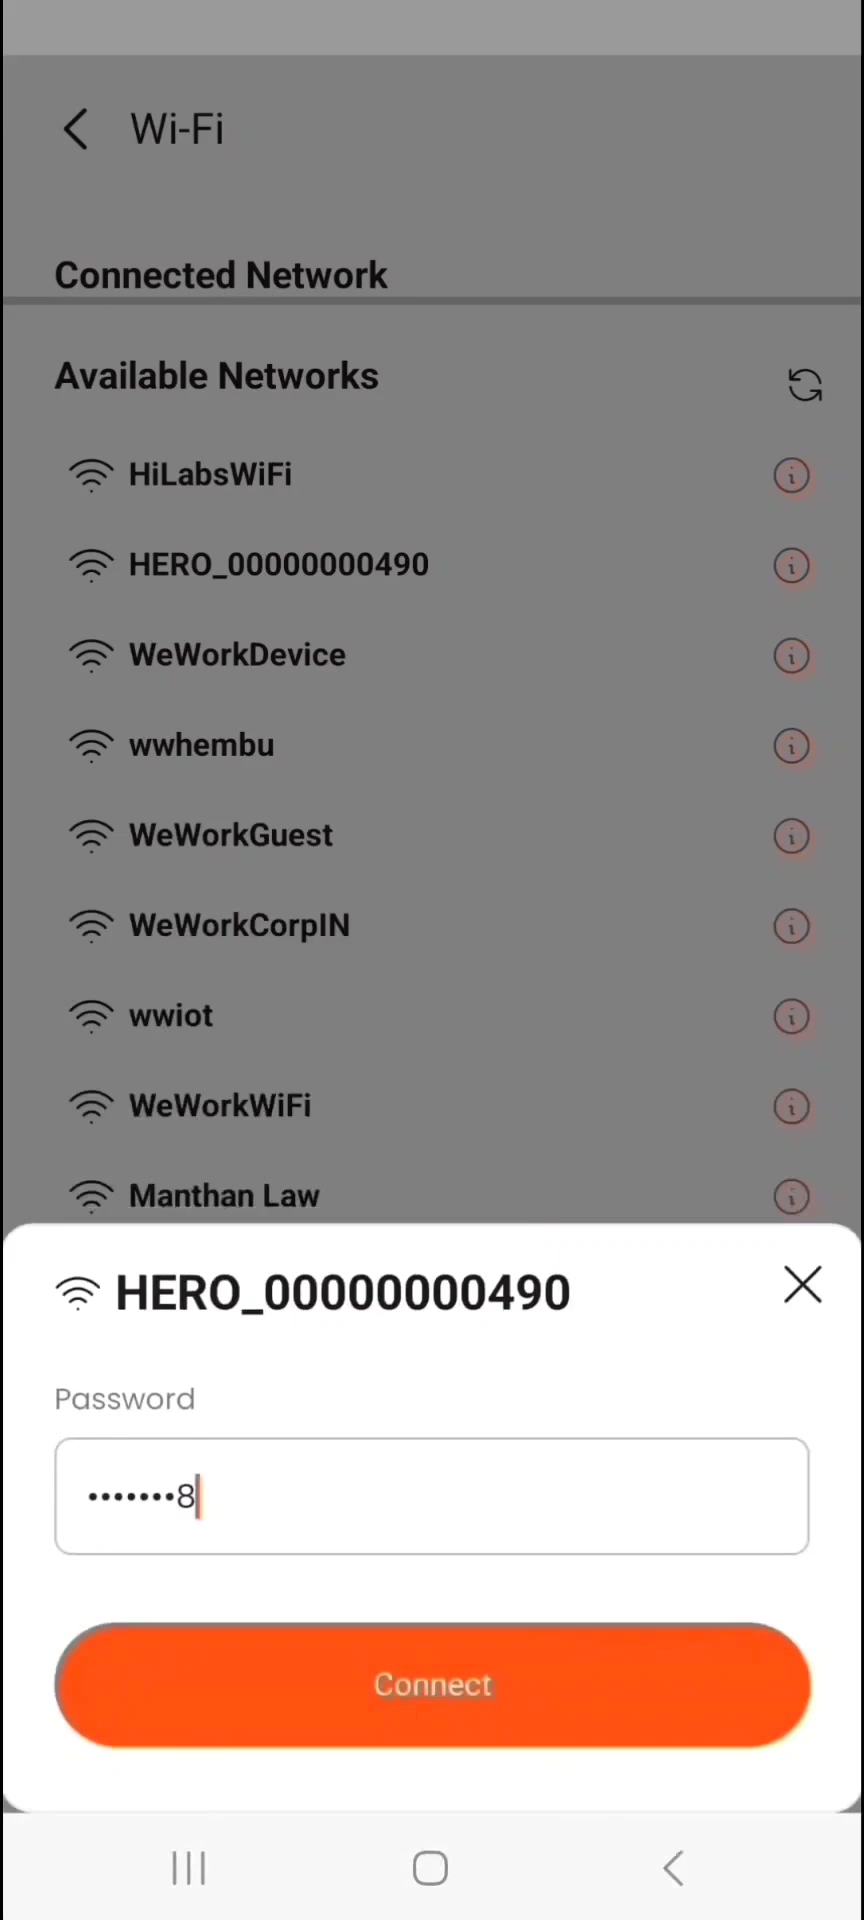 Wi-Fi
Connected Network
Available Networks
HiLabsWiFi
HERO_00000000490
WeWorkDevice
wwhembu
WeWorkGuest
WeWorkCorpIN
wwiot
WeWorkWiFi
Manthan Law
HERO_00000000490
Password
•••••••8
Connect